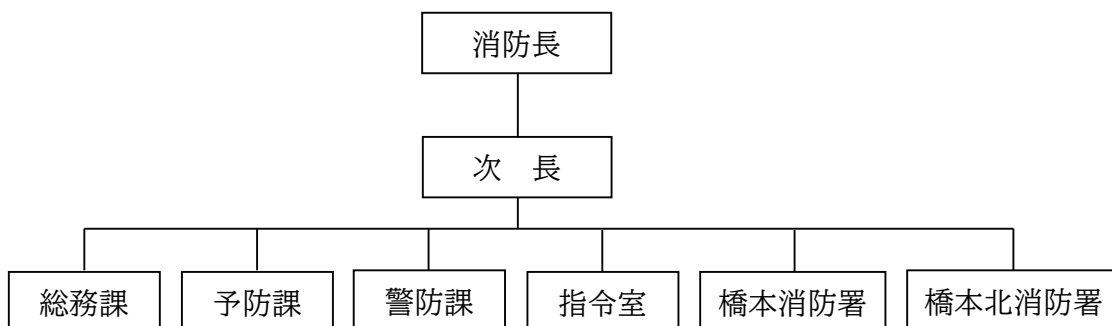 消防長
次　長
総務課
予防課
警防課
指令室
橋本消防署
橋本北消防署